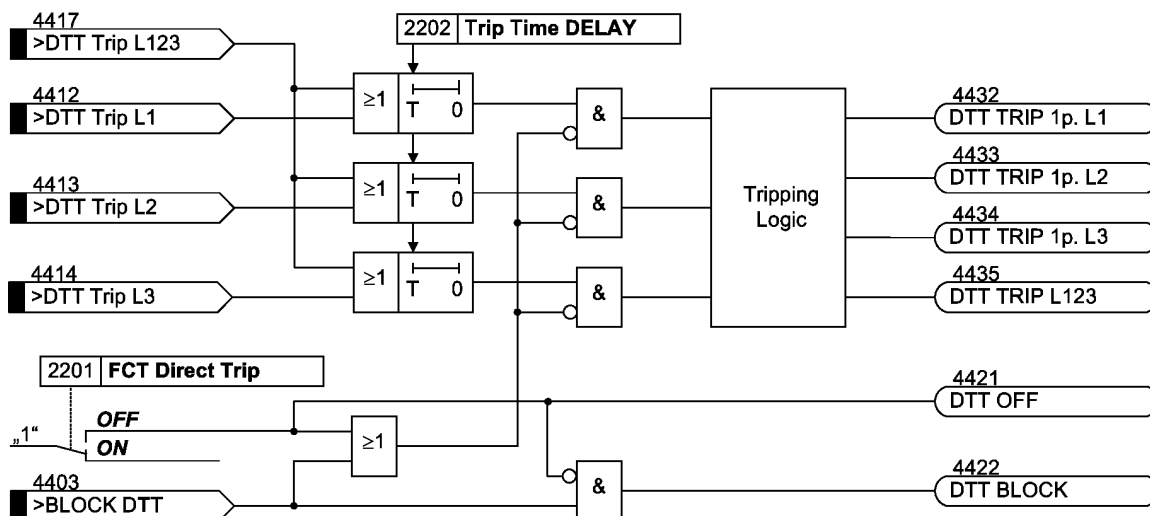 4417
>DTT Trip L123
2202 Trip Time DELAY
4412
>DTT Trip L1
≥1
T 0
&
4432
DTT TRIP 1p. L1
4413
>DTT Trip L2
≥1
T 0
&
Tripping
Logic
4433
DTT TRIP 1p. L2
4434
DTT TRIP 1p. L3
4414
>DTT Trip L3
≥1
T 0
&
4435
DTT TRIP L123
2201 FCT Direct Trip
„1“
OFF
ON
≥1
4421
DTT OFF
4403
>BLOCK DTT
&
4422
DTT BLOCK